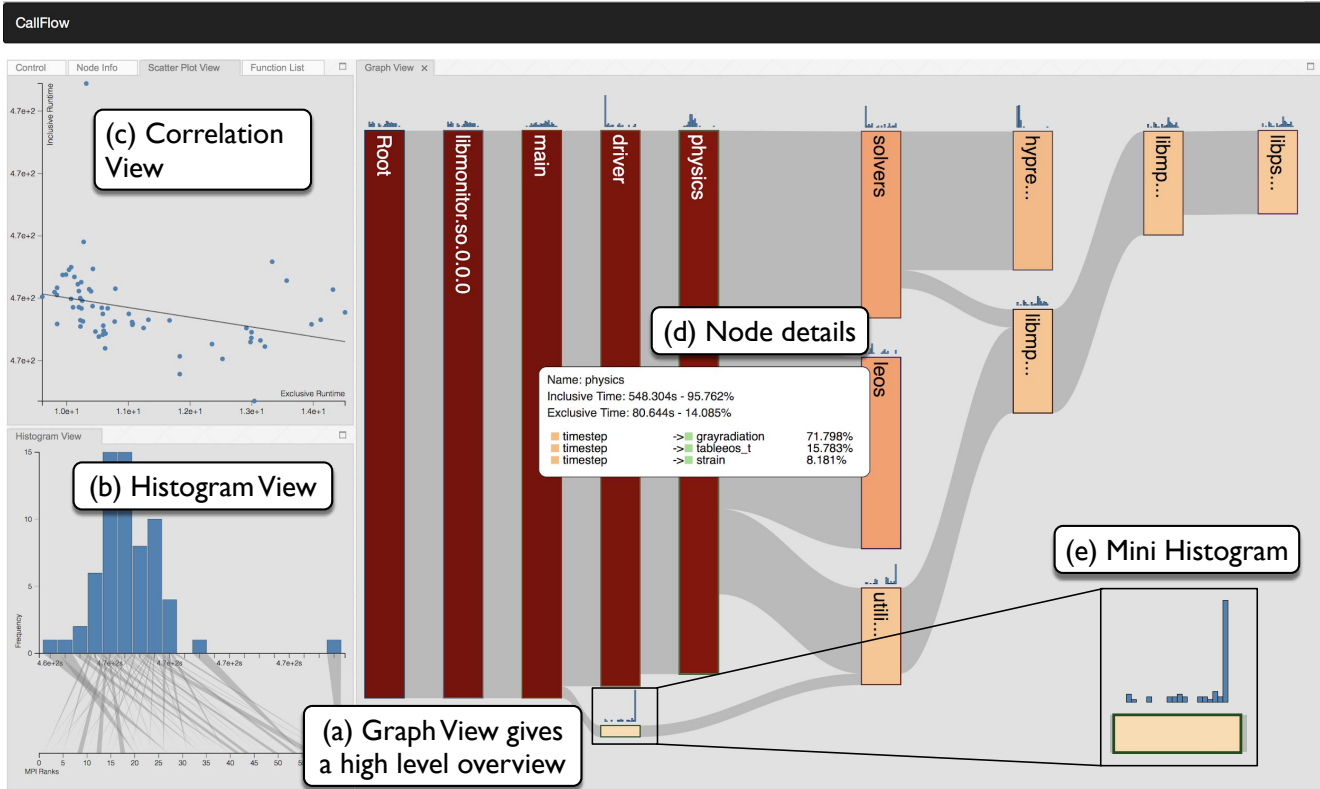 CallFlow
Control
Node Info
Scatter Plot View
Function List
Graph View
Inclusive Runtime
4.7e+2
4.7e+2
4.7e+2
4.7e+2
4.7e+2
(c) Correlation
View
Exclusive Runtime
1.0e+1
1.1e+1
1.2e+1
1.3e+1
1.4e+1
Histogram View
15
10
5
0
Frequency
(b) Histogram View
4.6e+2s
4.7e+2s
4.7e+2s
4.7e+2s
4.7e+2s
0
5
10
15
20
25
30
35
40
45
50
MPI Ranks
Root
libmonitor.so.0.0.0
main
driver
physics
solvers
hypre...
libmp...
libps...
libmp...
leos
utili...
(d) Node details
Name: physics
Inclusive Time: 548.304s - 95.762%
Exclusive Time: 80.644s - 14.085%
timestep -> grayradiation 71.798%
timestep -> tableeos_t 15.783%
timestep -> strain 8.181%
(e) Mini Histogram
(a) Graph View gives
a high level overview